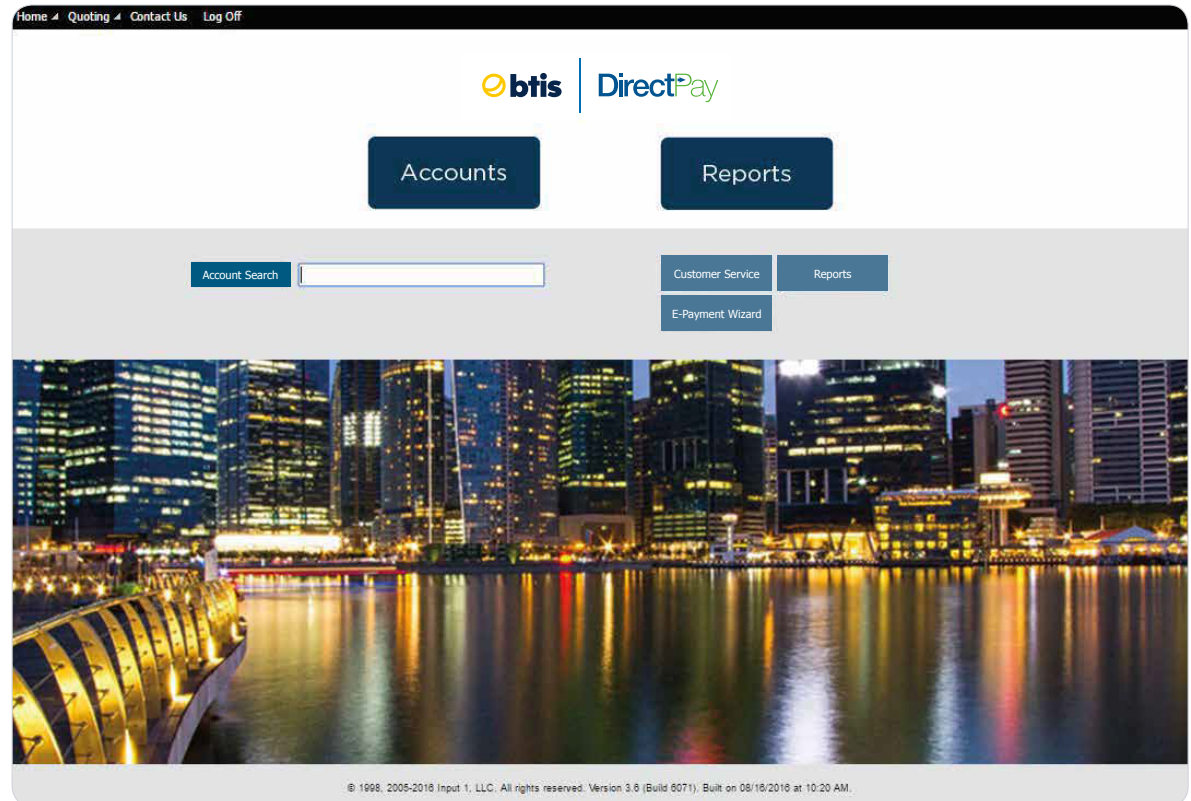 Home Quoting Contact Us Log Off
btis DirectPay
Accounts Reports
Account Search
Customer Service Reports
E-Payment Wizard
© 1998, 2005-2016 Input 1, LLC. All rights reserved. Version 3.6 (Build 6071). Built on 08/16/2016 at 10:20 AM.